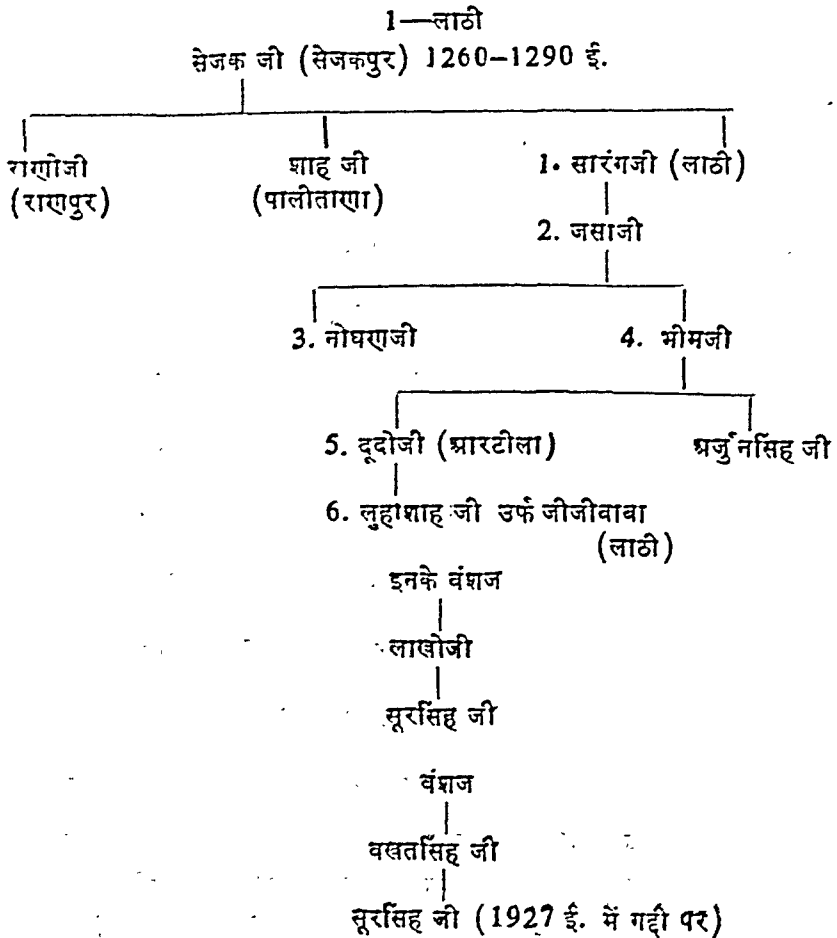 1—लाठी
सेजक जी (सेजकपुर) 1260–1290 ई.
राणोजी
(राणपुर)
शाह जी
(पालीताणा)
1. सारंगजी (लाठी)
2. जसाजी
3. नोघणजी
4. भीमजी
5. दूदोजी (आरटीला)
अर्जुनसिंह जी
6. लुहाशाह जी उर्फ जीजीबाबा
(लाठी)
इनके वंशज
लाखोजी
सूरसिंह जी
वंशज
वखतसिंह जी
सूरसिंह जी (1927 ई. में गद्दी पर)